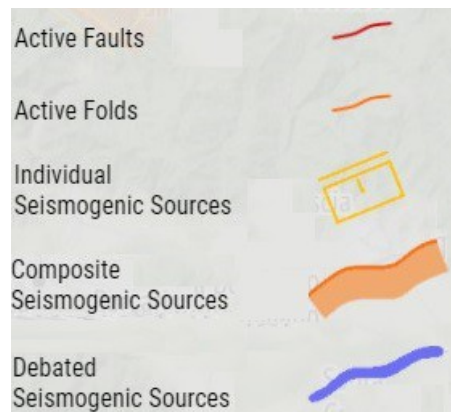 Active Faults
Active Folds
Individual
Seismogenic Sources
Composite
Seismogenic Sources
Debated
Seismogenic Sources